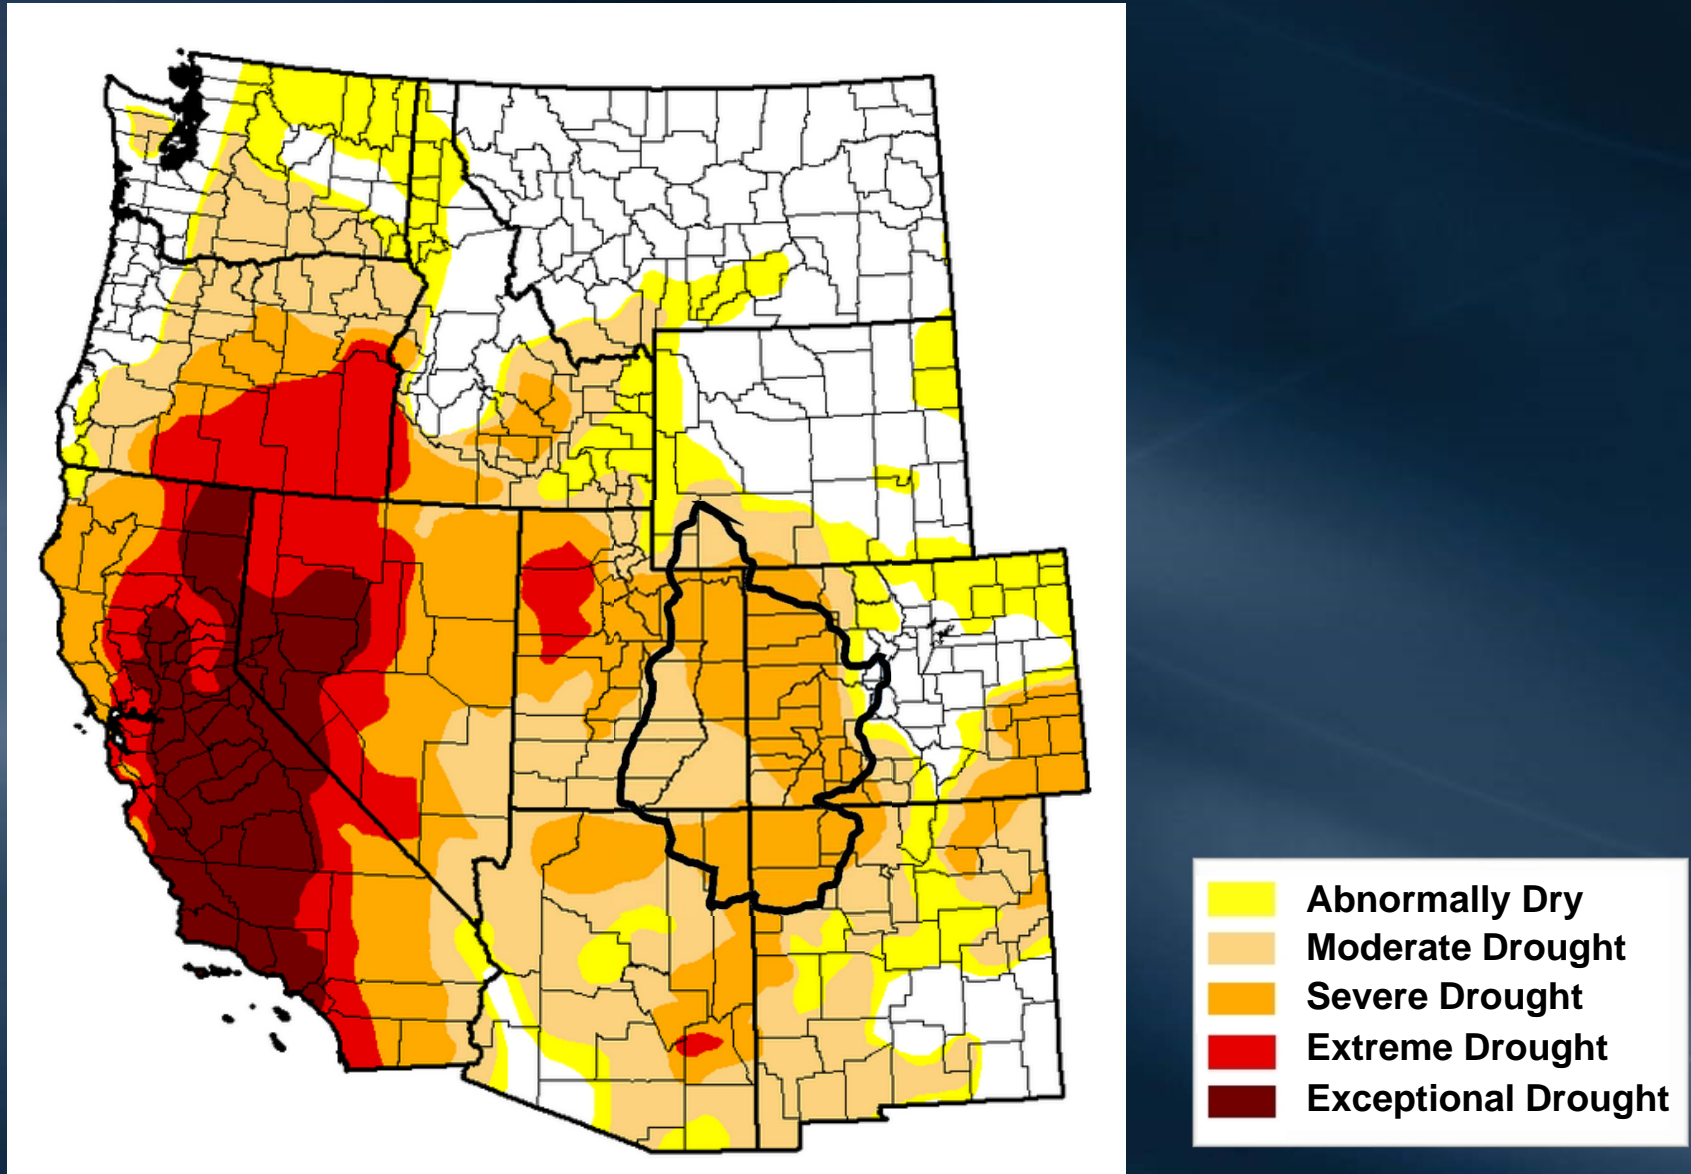 Abnormally Dry
Moderate Drought
Severe Drought
Extreme Drought
Exceptional Drought